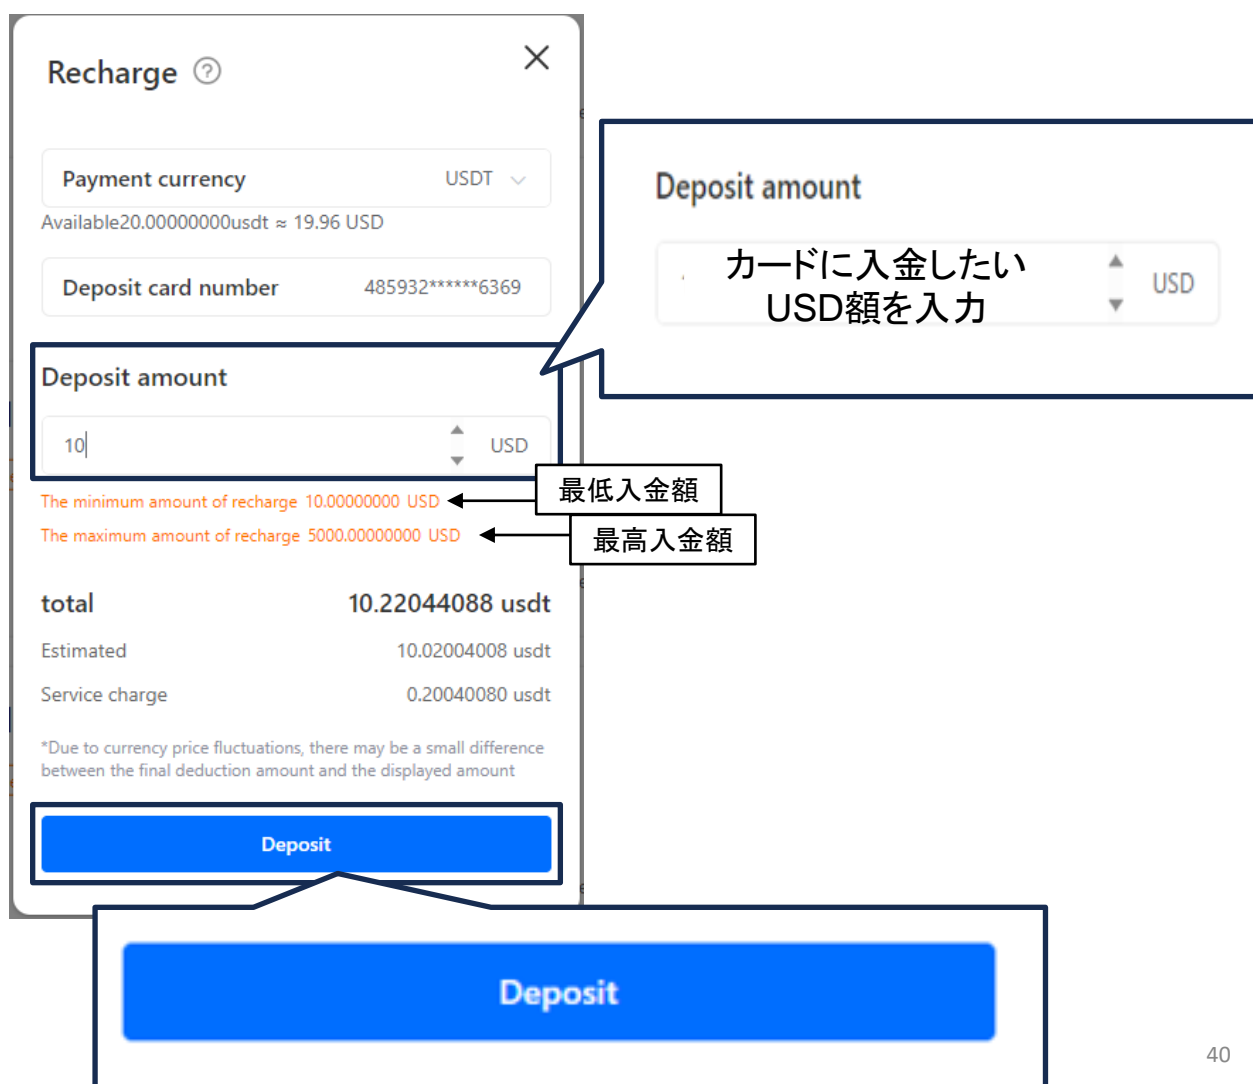 Recharge ?
Payment currency USDT
Available20.00000000usdt ≈ 19.96 USD
Deposit card number 485932******6369
Deposit amount
10 USD
The minimum amount of recharge 10.00000000 USD
最低入金額
The maximum amount of recharge 5000.00000000 USD
最高入金額
total 10.22044088 usdt
Estimated 10.02004008 usdt
Service charge 0.20040080 usdt
*Due to currency price fluctuations, there may be a small difference
between the final deduction amount and the displayed amount
Deposit
Deposit amount
カードに入金したい
USD額を入力
USD
Deposit
40